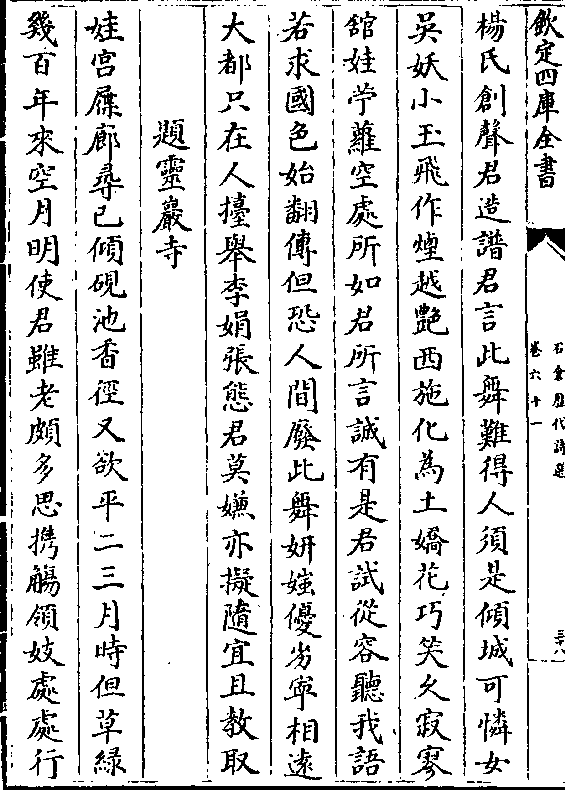 欽定四庫全書
石倉歷代詩選
卷六十一
三十八
楊氏創聲君造譜君言此舞難得人須是傾城可憐女
吳妖小玉飛作煙越艷西施化為土嬌花巧笑久寂寥
館娃苧蘿空處所如君所言誠有是君試從容聽我語
若求國色始翻傳但恐人間廢此舞妍媸優劣寧相遠
大都只在人擡舉李娟張態君莫嫌亦擬隨宜且教取
題靈巖寺
娃宮屧廊尋已傾硯池香徑又欲平二三月時但草綠
幾百年來空月明使君雖老頗多思携觴領妓處處行